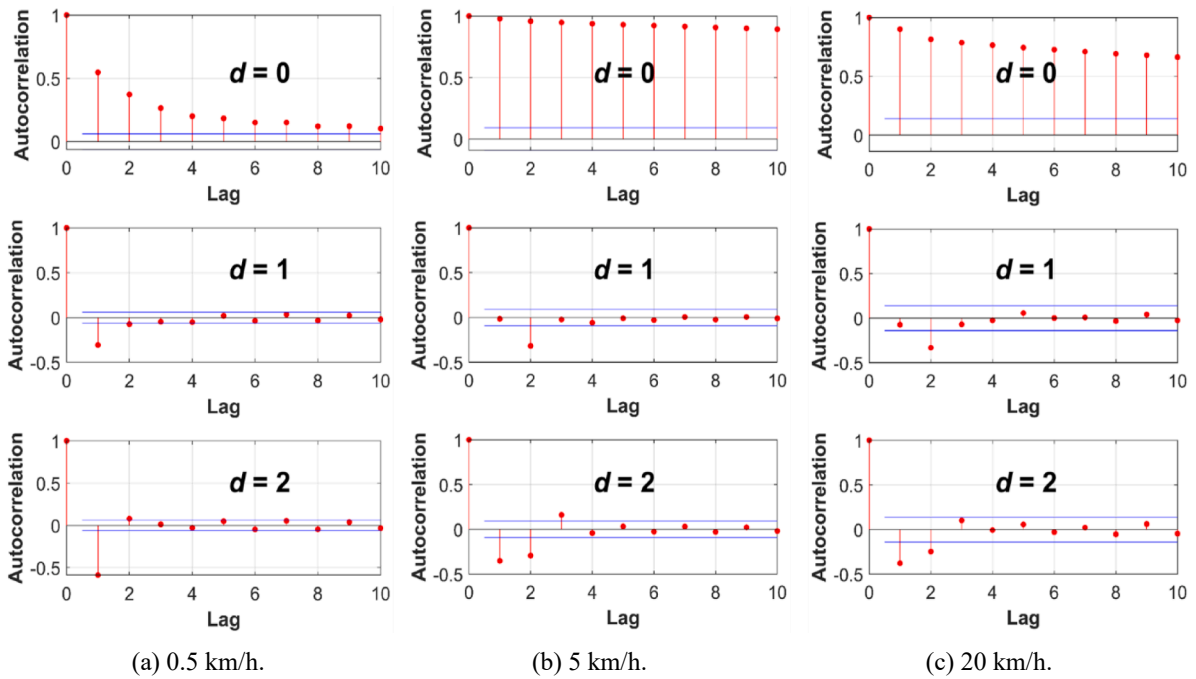 Autocorrelation
1
0.5
0
d = 0
0 2 4 6 8 10
Lag
Autocorrelation
1
0.5
0
-0.5
d = 1
0 2 4 6 8 10
Lag
Autocorrelation
1
0.5
0
-0.5
d = 2
0 2 4 6 8 10
Lag
(a) 0.5 km/h.
Autocorrelation
1
0.5
0
d = 0
0 2 4 6 8 10
Lag
Autocorrelation
1
0.5
0
-0.5
d = 1
0 2 4 6 8 10
Lag
Autocorrelation
1
0.5
0
-0.5
d = 2
0 2 4 6 8 10
Lag
(b) 5 km/h.
Autocorrelation
1
0.5
0
d = 0
0 2 4 6 8 10
Lag
Autocorrelation
1
0.5
0
-0.5
d = 1
0 2 4 6 8 10
Lag
Autocorrelation
1
0.5
0
-0.5
d = 2
0 2 4 6 8 10
Lag
(c) 20 km/h.